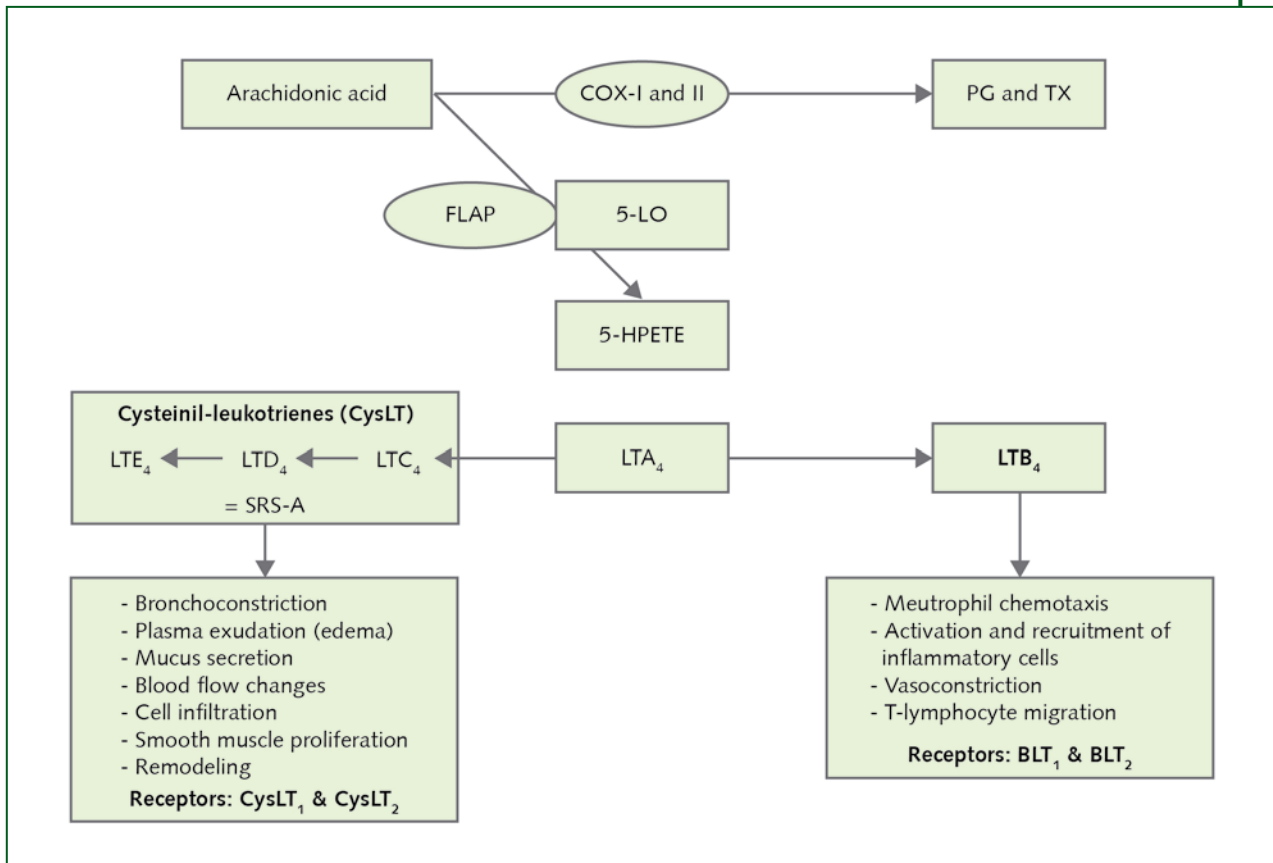 Arachidonic acid
COX-I and II
PG and TX
FLAP
5-LO
5-HPETE
Cysteinil-leukotrienes (CysLT)
LTE₄
LTD₄
LTC₄
= SRS-A
LTA₄
LTB₄
- Bronchoconstriction
- Plasma exudation (edema)
- Mucus secretion
- Blood flow changes
- Cell infiltration
- Smooth muscle proliferation
- Remodeling
Receptors: CysLT₁ & CysLT₂
- Meutrophil chemotaxis
- Activation and recruitment of
inflammatory cells
- Vasoconstriction
- T-lymphocyte migration
Receptors: BLT₁ & BLT₂